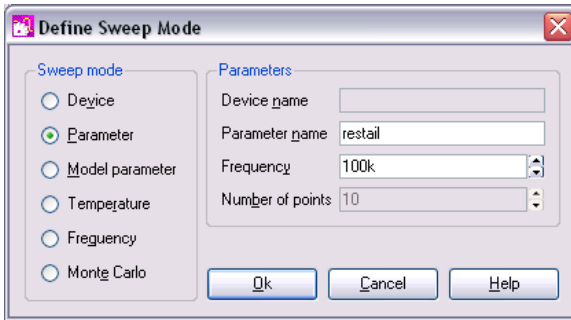 Define Sweep Mode
Sweep mode
Device
Parameter
Model parameter
Temperature
Frequency
Monte Carlo
Parameters
Device name
Parameter name restail
Frequency 100k
Number of points 10
Ok Cancel Help